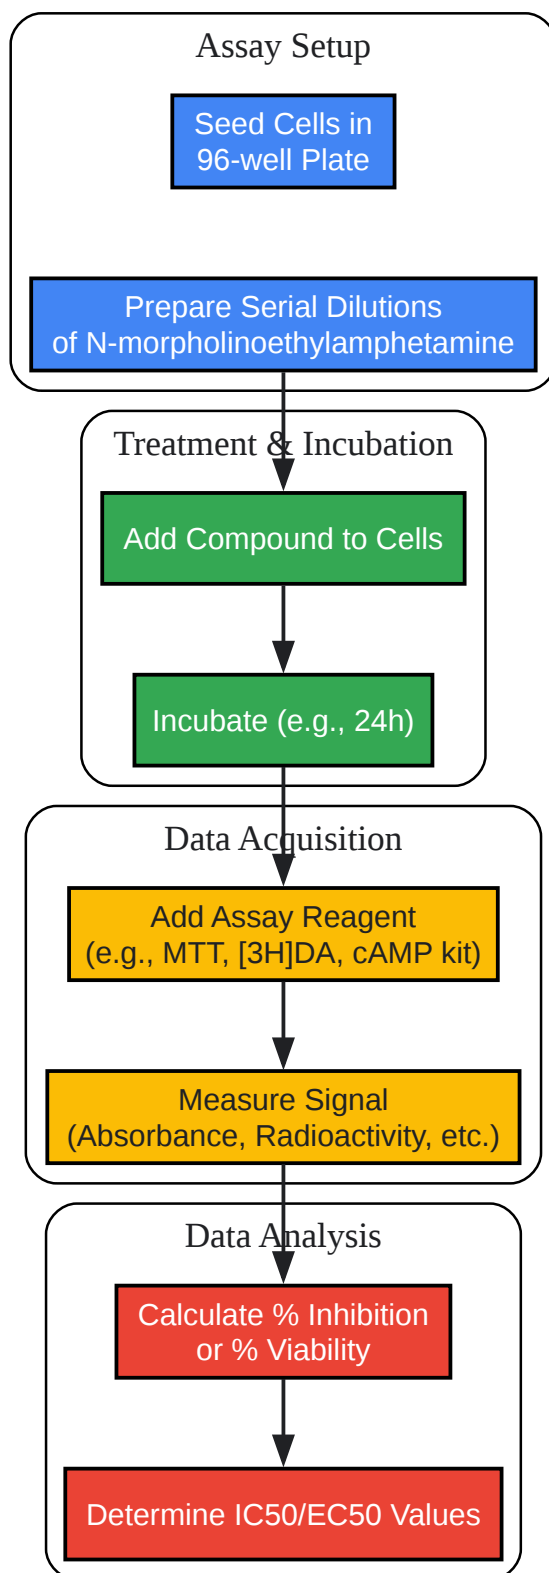 Assay Setup
Seed Cells in
96-well Plate
Prepare Serial Dilutions
of N-morpholinoethylamphetamine
Treatment & Incubation
Add Compound to Cells
Incubate (e.g., 24h)
Data Acquisition
Add Assay Reagent
(e.g., MTT, [3H]DA, cAMP kit)
Measure Signal
(Absorbance, Radioactivity, etc.)
Data Analysis
Calculate % Inhibition
or % Viability
Determine IC50/EC50 Values